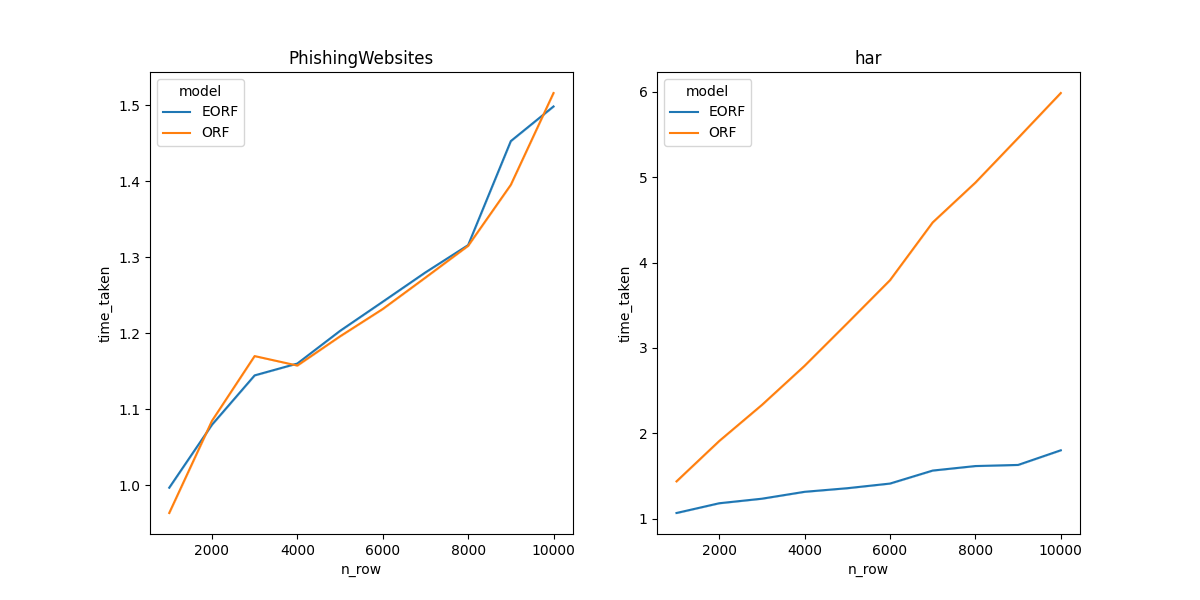 PhishingWebsites
model
EORF
ORF
1.5
1.4
1.3
1.2
1.1
1.0
time_taken
2000 4000 6000 8000 10000
n_row
har
model
EORF
ORF
6
5
4
3
2
1
time_taken
2000 4000 6000 8000 10000
n_row